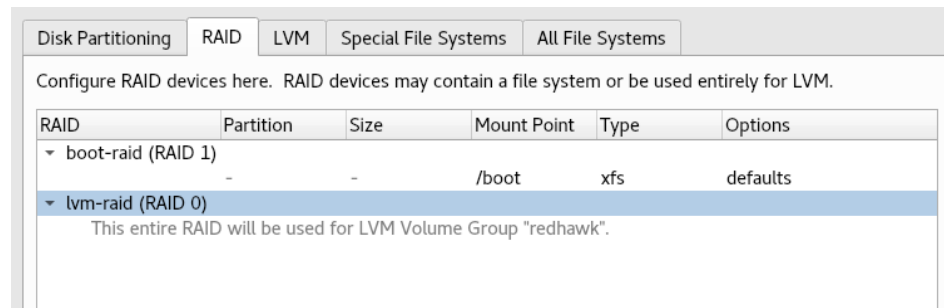 Disk Partitioning RAID LVM Special File Systems All File Systems
Configure RAID devices here. RAID devices may contain a file system or be used entirely for LVM.
RAID Partition Size Mount Point Type Options
boot-raid (RAID 1)
- - /boot xfs defaults
lvm-raid (RAID 0)
This entire RAID will be used for LVM Volume Group "redhawk".